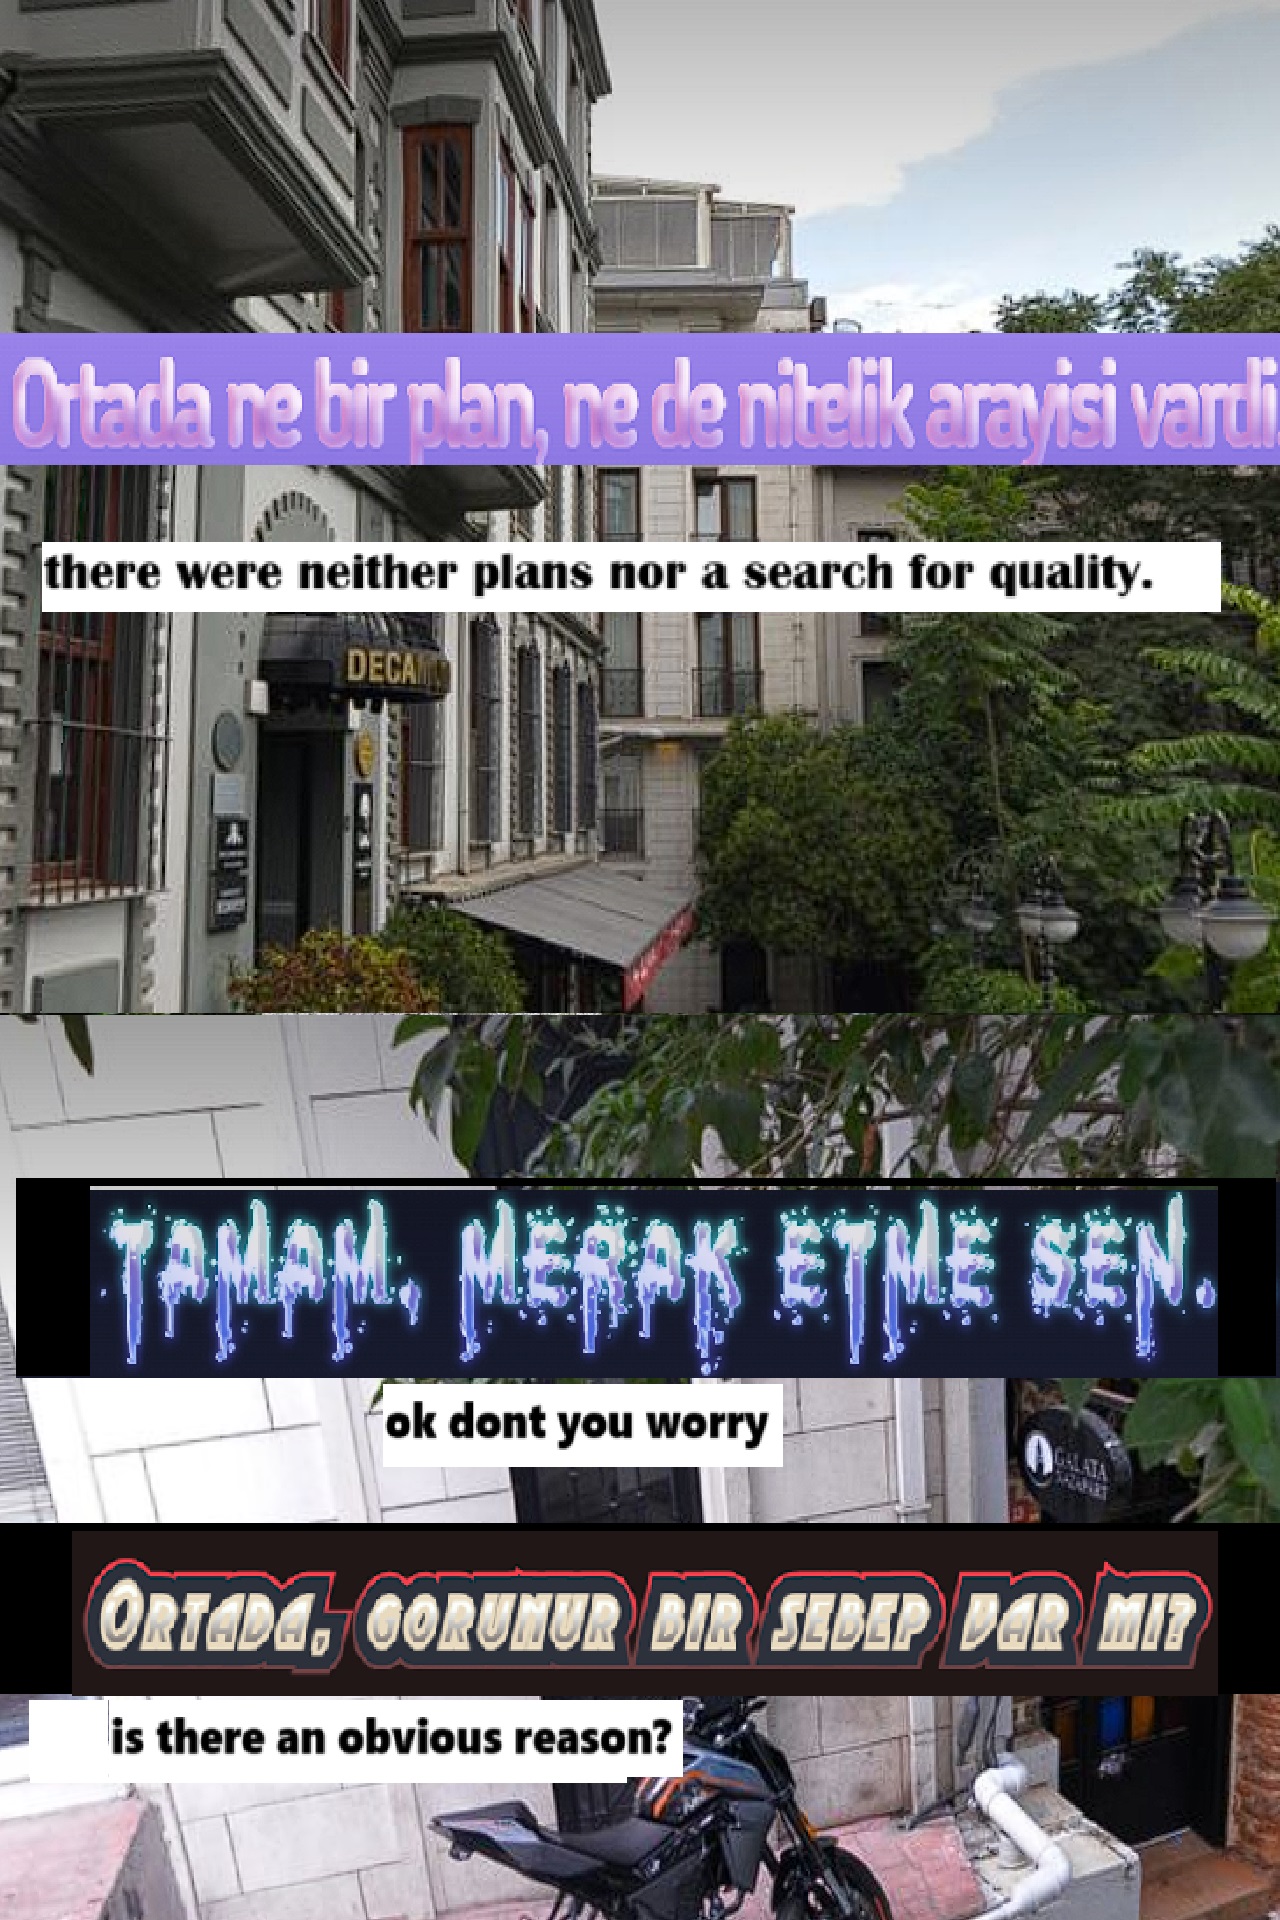 Ortada ne bir plan, ne de nitelik arayisi vardi.
there were neither plans nor a search for quality.
DECAM
TAMAM. MERAK ETME SEN.
ok dont you worry
GALATA
ORTADA, GORUNUR BIR SEBEP VAR MI?
is there an obvious reason?